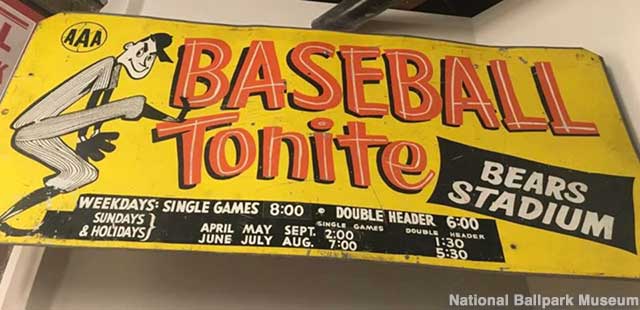 AAA
BASEBALL
Tonite
BEARS
STADIUM
WEEKDAYS: SINGLE GAMES 8:00 · DOUBLE HEADER 6:00
SUNDAYS
& HOLIDAYS}
SINGLE GAMES DOUBLE HEADER
APRIL MAY SEPT. 2:00 1:30
JUNE JULY AUG. 7:00 5:30
National Ballpark Museum